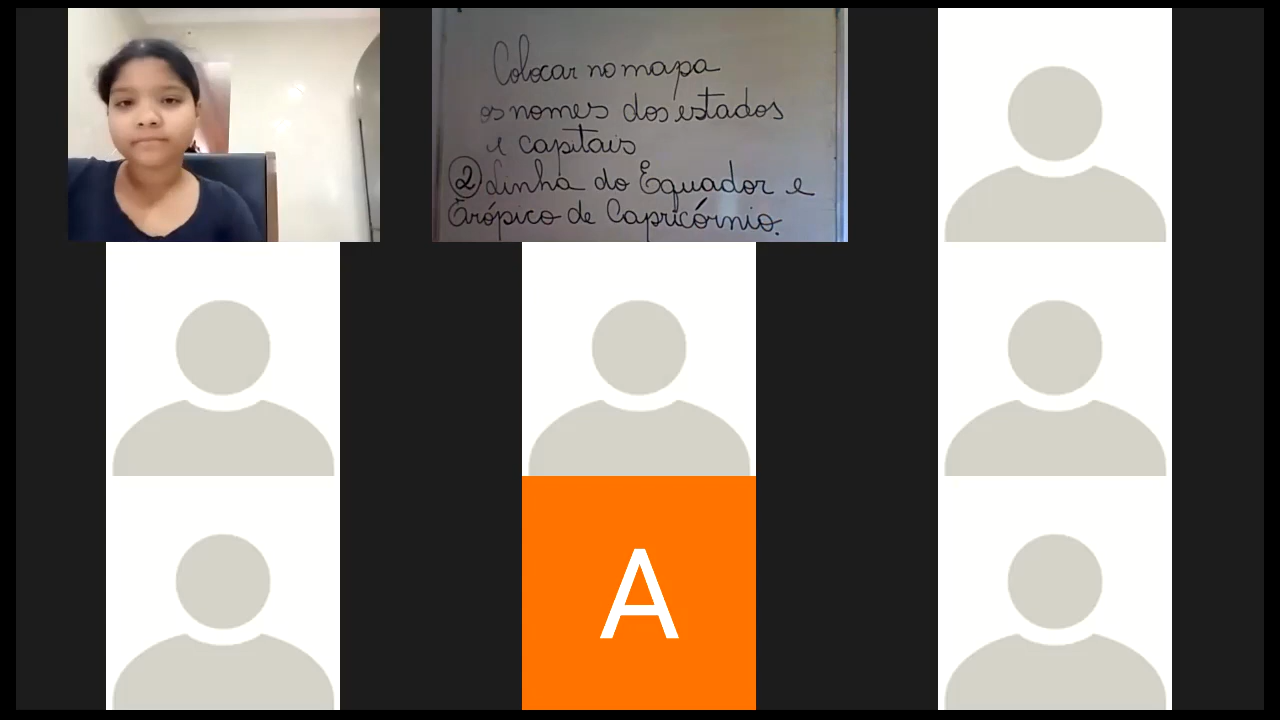 Colocar no mapa
os nomes dos estados
e capitais
② Linha do Equador e
Trópico de Capricórnio.
A